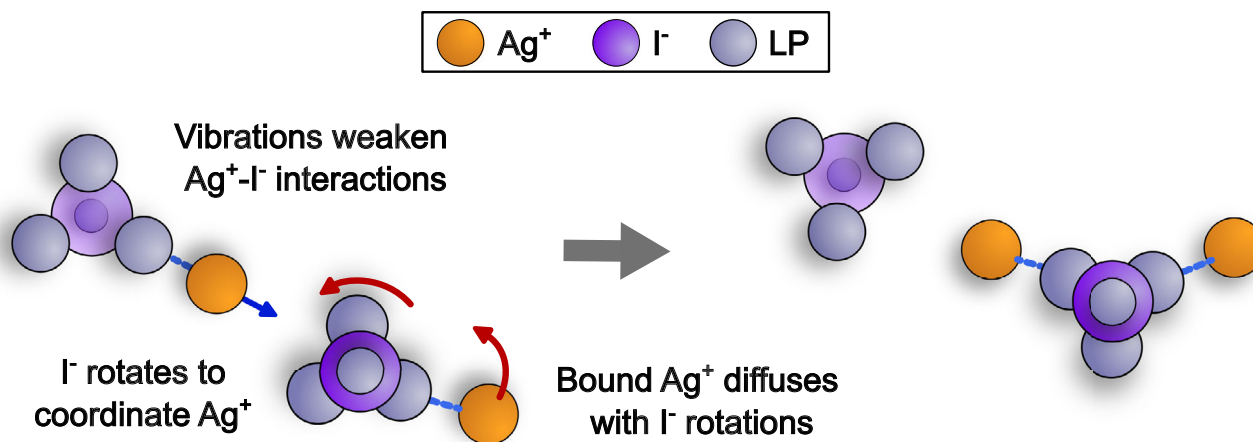 Ag⁺ I⁻ LP
Vibrations weaken
Ag⁺-I⁻ interactions
I⁻ rotates to
coordinate Ag⁺
Bound Ag⁺ diffuses
with I⁻ rotations